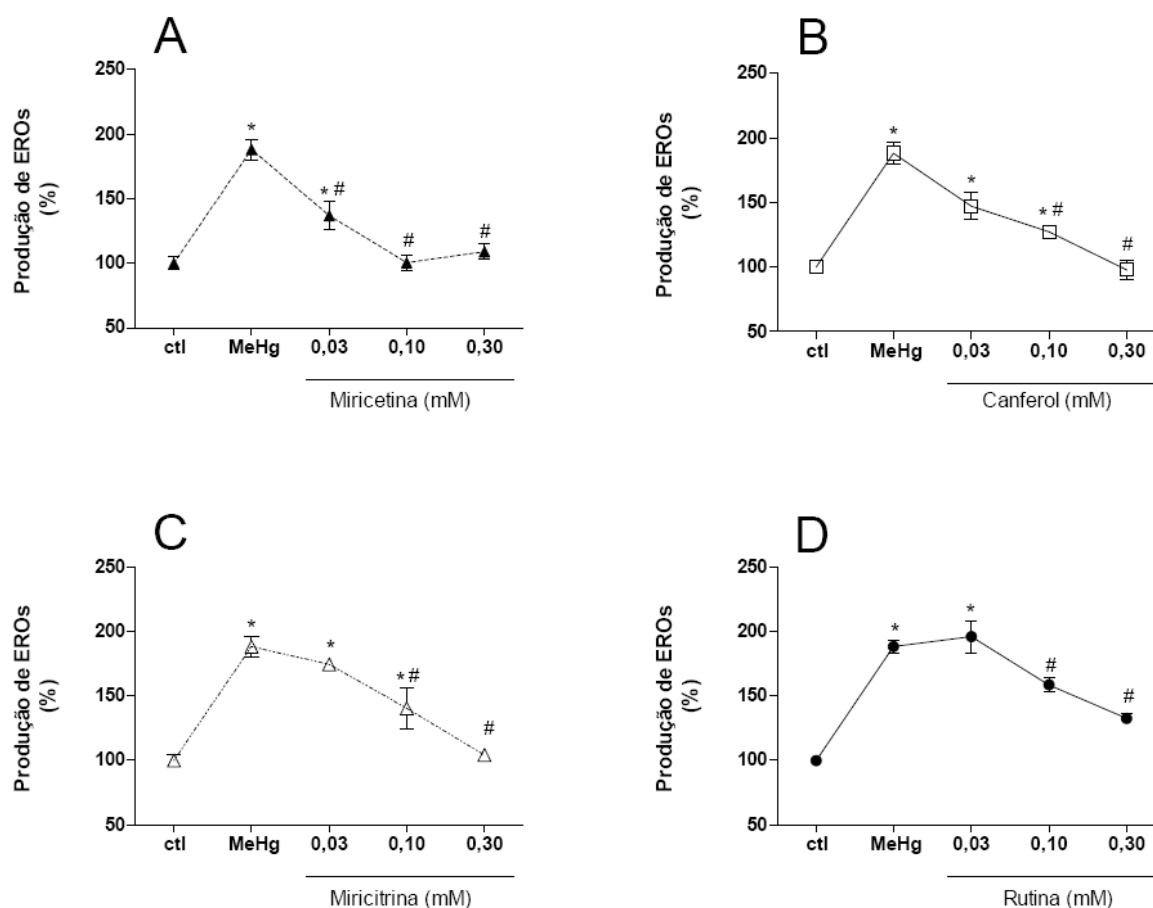 A
Produção de EROs
(%)
250
200
150
100
50
*
* #
#
#
ctl MeHg 0,03 0,10 0,30
Miricetina (mM)
B
Produção de EROs
(%)
250
200
150
100
50
*
*
* #
#
ctl MeHg 0,03 0,10 0,30
Canferol (mM)
C
Produção de EROs
(%)
250
200
150
100
50
*
*
* #
#
ctl MeHg 0,03 0,10 0,30
Miricitrina (mM)
D
Produção de EROs
(%)
250
200
150
100
50
*
*
#
#
ctl MeHg 0,03 0,10 0,30
Rutina (mM)